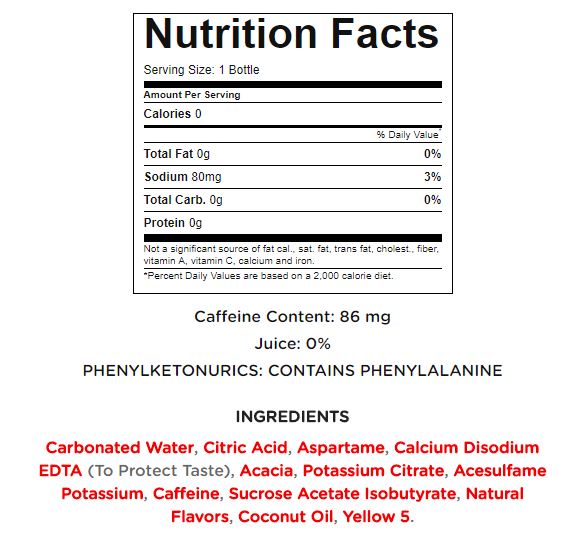 Nutrition Facts
Serving Size: 1 Bottle
Amount Per Serving
Calories 0
% Daily Value*
Total Fat 0g 0%
Sodium 80mg 3%
Total Carb. 0g 0%
Protein 0g
Not a significant source of fat cal., sat. fat, trans fat, cholest., fiber,
vitamin A, vitamin C, calcium and iron.
*Percent Daily Values are based on a 2,000 calorie diet.
Caffeine Content: 86 mg
Juice: 0%
PHENYLKETONURICS: CONTAINS PHENYLALANINE
INGREDIENTS
Carbonated Water, Citric Acid, Aspartame, Calcium Disodium
EDTA (To Protect Taste), Acacia, Potassium Citrate, Acesulfame
Potassium, Caffeine, Sucrose Acetate Isobutyrate, Natural
Flavors, Coconut Oil, Yellow 5.